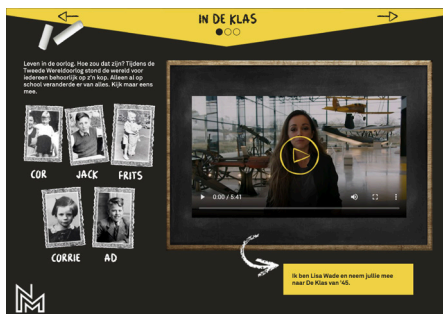 IN DE KLAS
Leven in de oorlog. Hoe zou dat zijn? Tijdens de
Tweede Wereldoorlog stond de wereld voor
iedereen behoorlijk op z'n kop. Alleen al op
school veranderde er van alles. Kijk maar eens
mee.
COR
JACK
FRITS
CORRIE
AD
0:00 / 5:41
Ik ben Lisa Wade en neem jullie mee
naar De Klas van '45.
NM